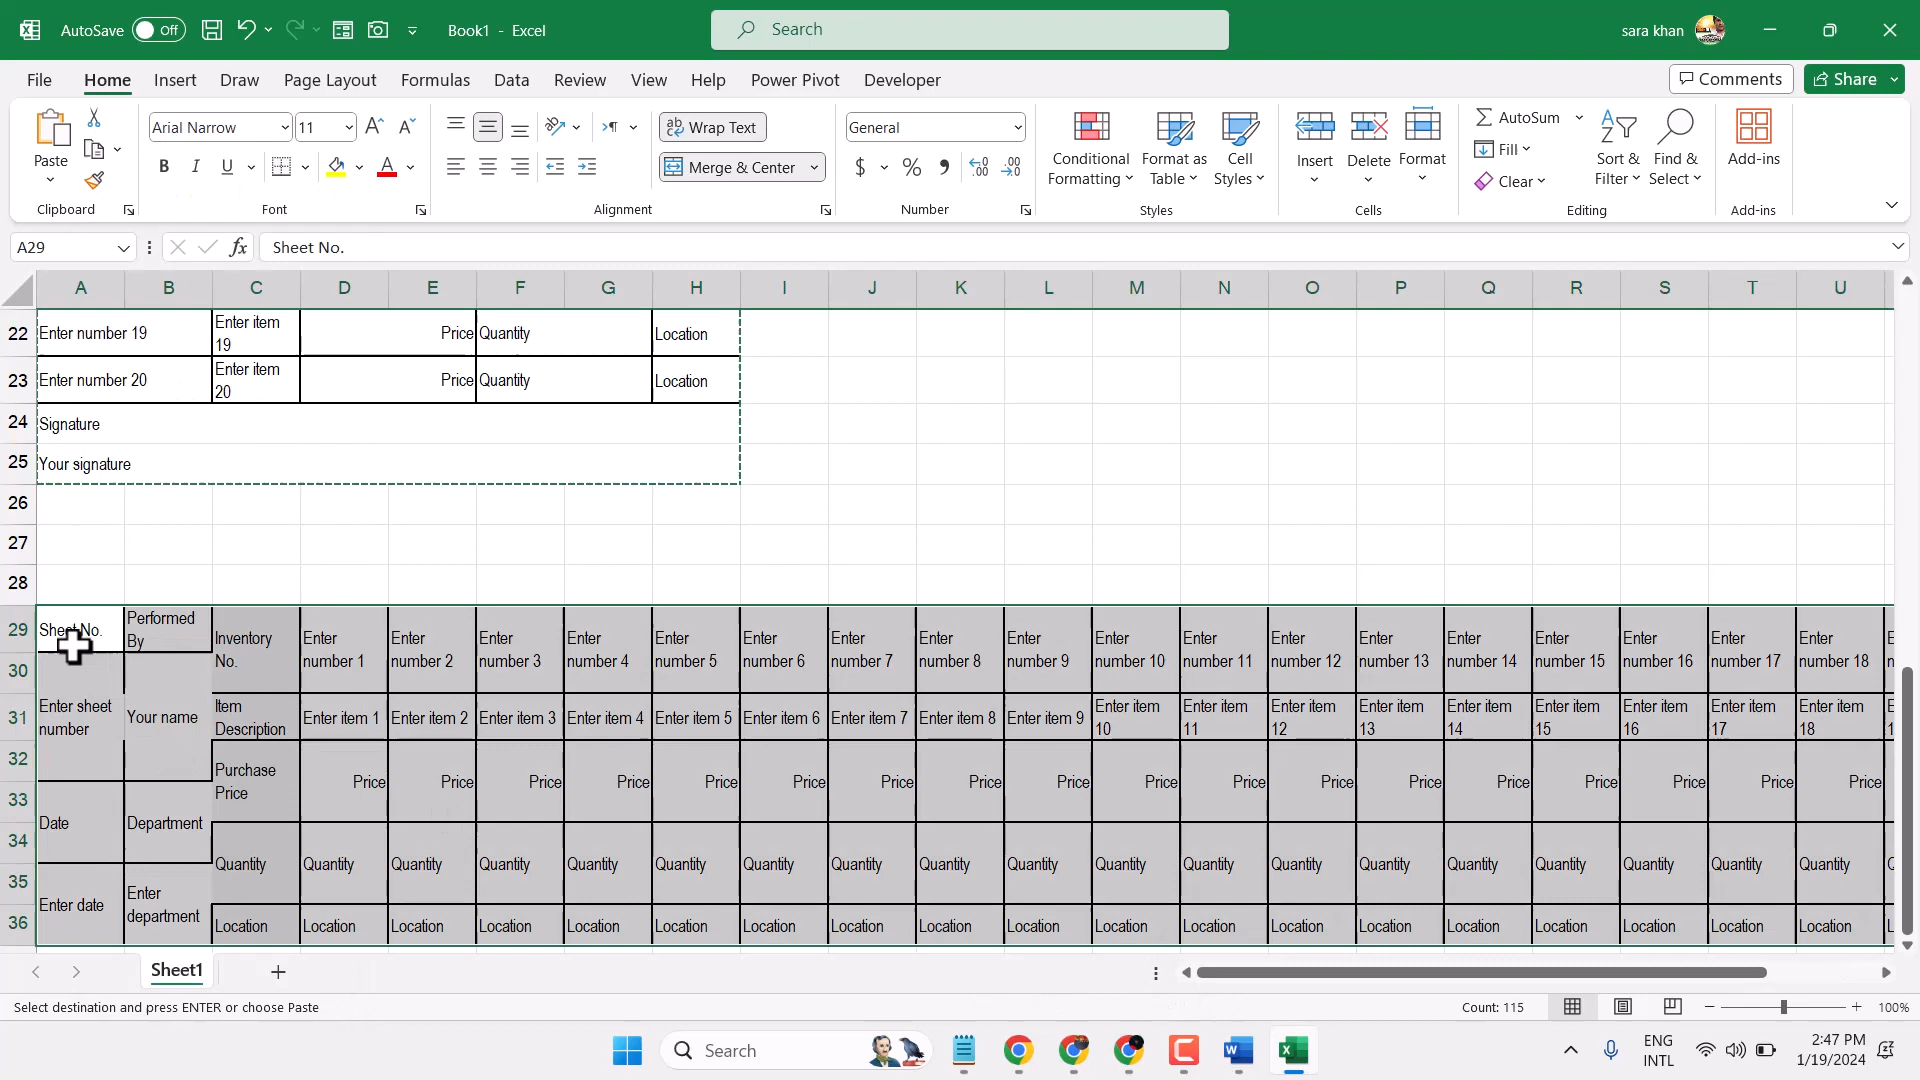 AutoSave Off Book1 - Excel Search sara khan
File Home Insert Draw Page Layout Formulas Data Review View Help Power Pivot Developer Comments Share
Paste Arial Narrow 11 Wrap Text General Conditional Formatting Format as Table Cell Styles Insert Delete Format AutoSum Sort & Filter Find & Select Add-ins
B I U Merge & Center $ % Fill
Clear
Clipboard Font Alignment Number Styles Cells Editing Add-ins
A29 fx Sheet No.
A B C D E F G H I J K L M N O P Q R S T U
22 Enter number 19 Enter item 19 Price Quantity Location
23 Enter number 20 Enter item 20 Price Quantity Location
24 Signature
25 Your signature
26
27
28
29 Sheet No. Performed By Inventory No. Enter number 1 Enter number 2 Enter number 3 Enter number 4 Enter number 5 Enter number 6 Enter number 7 Enter number 8 Enter number 9 Enter number 10 Enter number 11 Enter number 12 Enter number 13 Enter number 14 Enter number 15 Enter number 16 Enter number 17 Enter number 18
30
31 Enter sheet number Your name Item Description Enter item 1 Enter item 2 Enter item 3 Enter item 4 Enter item 5 Enter item 6 Enter item 7 Enter item 8 Enter item 9 Enter item 10 Enter item 11 Enter item 12 Enter item 13 Enter item 14 Enter item 15 Enter item 16 Enter item 17 Enter item 18
32 Purchase Price Price Price Price Price Price Price Price Price Price Price Price Price Price Price Price Price Price Price
33 Date Department
34 Quantity Quantity Quantity Quantity Quantity Quantity Quantity Quantity Quantity Quantity Quantity Quantity Quantity Quantity Quantity Quantity Quantity Quantity Quantity
35 Enter date Enter department
36 Location Location Location Location Location Location Location Location Location Location Location Location Location Location Location Location Location Location Location
Sheet1
Select destination and press ENTER or choose Paste Count: 115 100%
Search ENG INTL 2:47 PM 1/19/2024